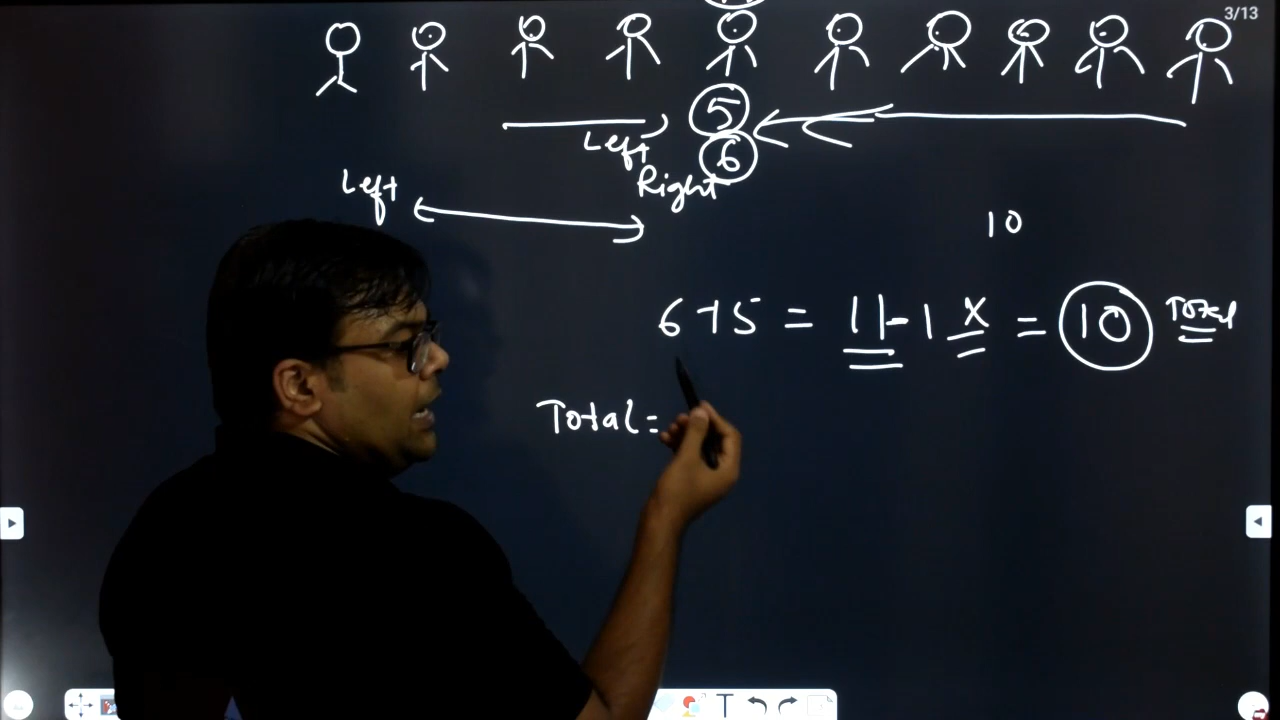 3/13
5
Left
6
Left
Right
10
6+5 = 11-1 x = 10 Total
Total =
T